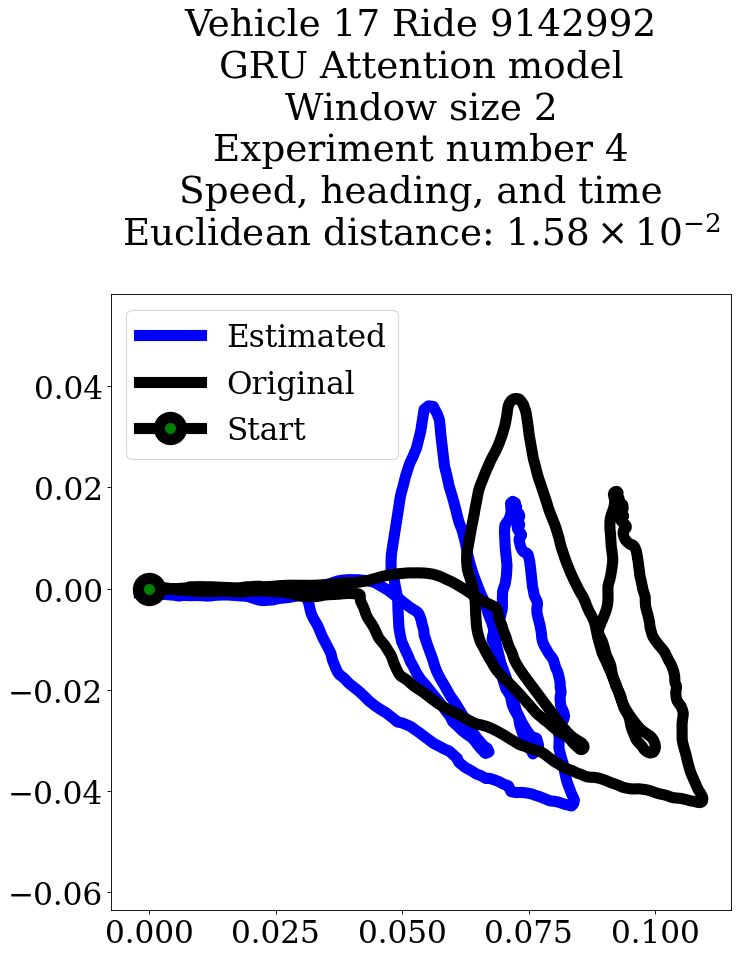 Vehicle 17 Ride 9142992
GRU Attention model
Window size 2
Experiment number 4
Speed, heading, and time
Euclidean distance: 1.58 × 10⁻²
Estimated
Original
Start
0.04
0.02
0.00
−0.02
−0.04
−0.06
0.000 0.025 0.050 0.075 0.100